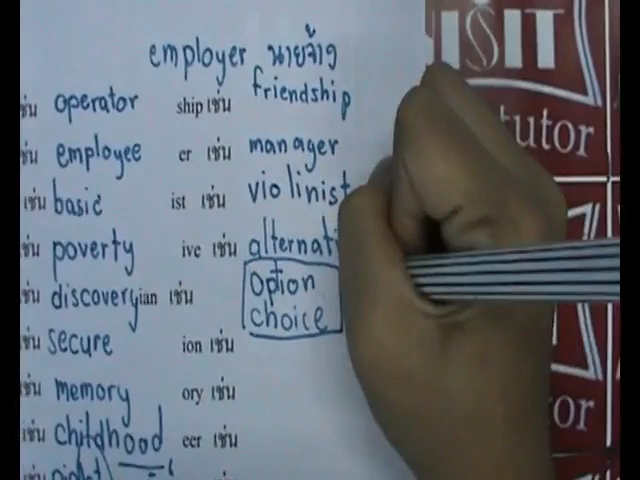 employer นายจ้าง
เช่น operator ship เช่น friendship
เช่น employee er เช่น manager
เช่น basic ist เช่น violinist
เช่น poverty ive เช่น alternati
เช่น discovery ian เช่น option
choice
เช่น secure ion เช่น
เช่น memory ory เช่น
เช่น childhood eer เช่น
VISIT
tutor
tor